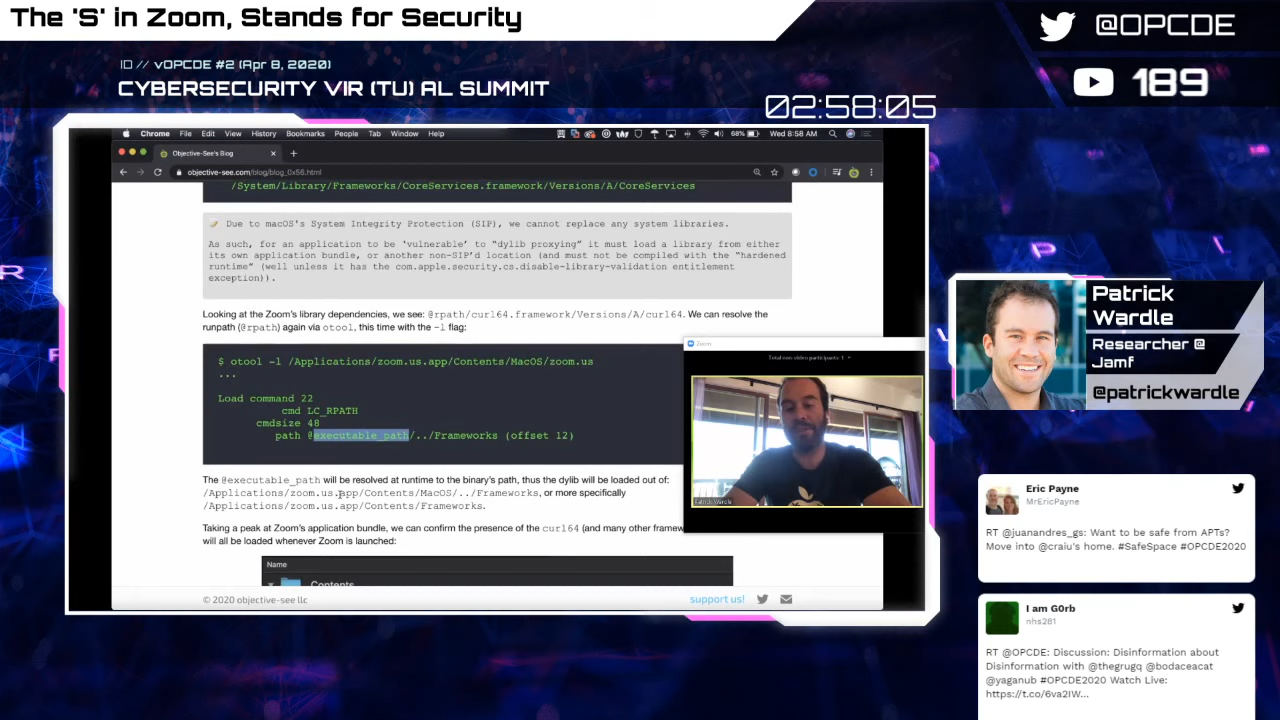 The 'S' in Zoom, Stands for Security
@OPCDE
ID // vOPCDE #2 (Apr 8, 2020)
CYBERSECURITY VIR (TU) AL SUMMIT
189
02:58:05
Chrome File Edit View History Bookmarks People Tab Window Help
68% Wed 8:58 AM
Objective-See's Blog
objective-see.com/blog/blog_0x56.html
/System/Library/Frameworks/CoreServices.framework/Versions/A/CoreServices
Due to macOS's System Integrity Protection (SIP), we cannot replace any system libraries.
As such, for an application to be 'vulnerable' to "dylib proxying" it must load a library from either
its own application bundle, or another non-SIP'd location (and must not be compiled with the "hardened
runtime" (well unless it has the com.apple.security.cs.disable-library-validation entitlement
exception)).
Looking at the Zoom's library dependencies, we see: @rpath/curl64.framework/Versions/A/curl64. We can resolve the
runpath (@rpath) again via otool, this time with the -l flag:
$ otool -l /Applications/zoom.us.app/Contents/MacOS/zoom.us
...
Load command 22
cmd LC_RPATH
cmdsize 48
path @executable_path/../Frameworks (offset 12)
The @executable_path will be resolved at runtime to the binary's path, thus the dylib will be loaded out of:
/Applications/zoom.us.app/Contents/MacOS/../Frameworks, or more specifically
/Applications/zoom.us.app/Contents/Frameworks.
Taking a peak at Zoom's application bundle, we can confirm the presence of the curl64 (and many other framew
will all be loaded whenever Zoom is launched:
Name
Contents
© 2020 objective-see llc
support us!
Zoom
Total non-video participants: 1
Patrick Wardle
Patrick
Wardle
Researcher @
Jamf
@patrickwardle
Eric Payne
MrEricPayne
RT @juanandres_gs: Want to be safe from APTs?
Move into @craiu's home. #SafeSpace #OPCDE2020
I am G0rb
nhs281
RT @OPCDE: Discussion: Disinformation about
Disinformation with @thegrugq @bodaceacat
@yaganub #OPCDE2020 Watch Live:
https://t.co/6va2IW...